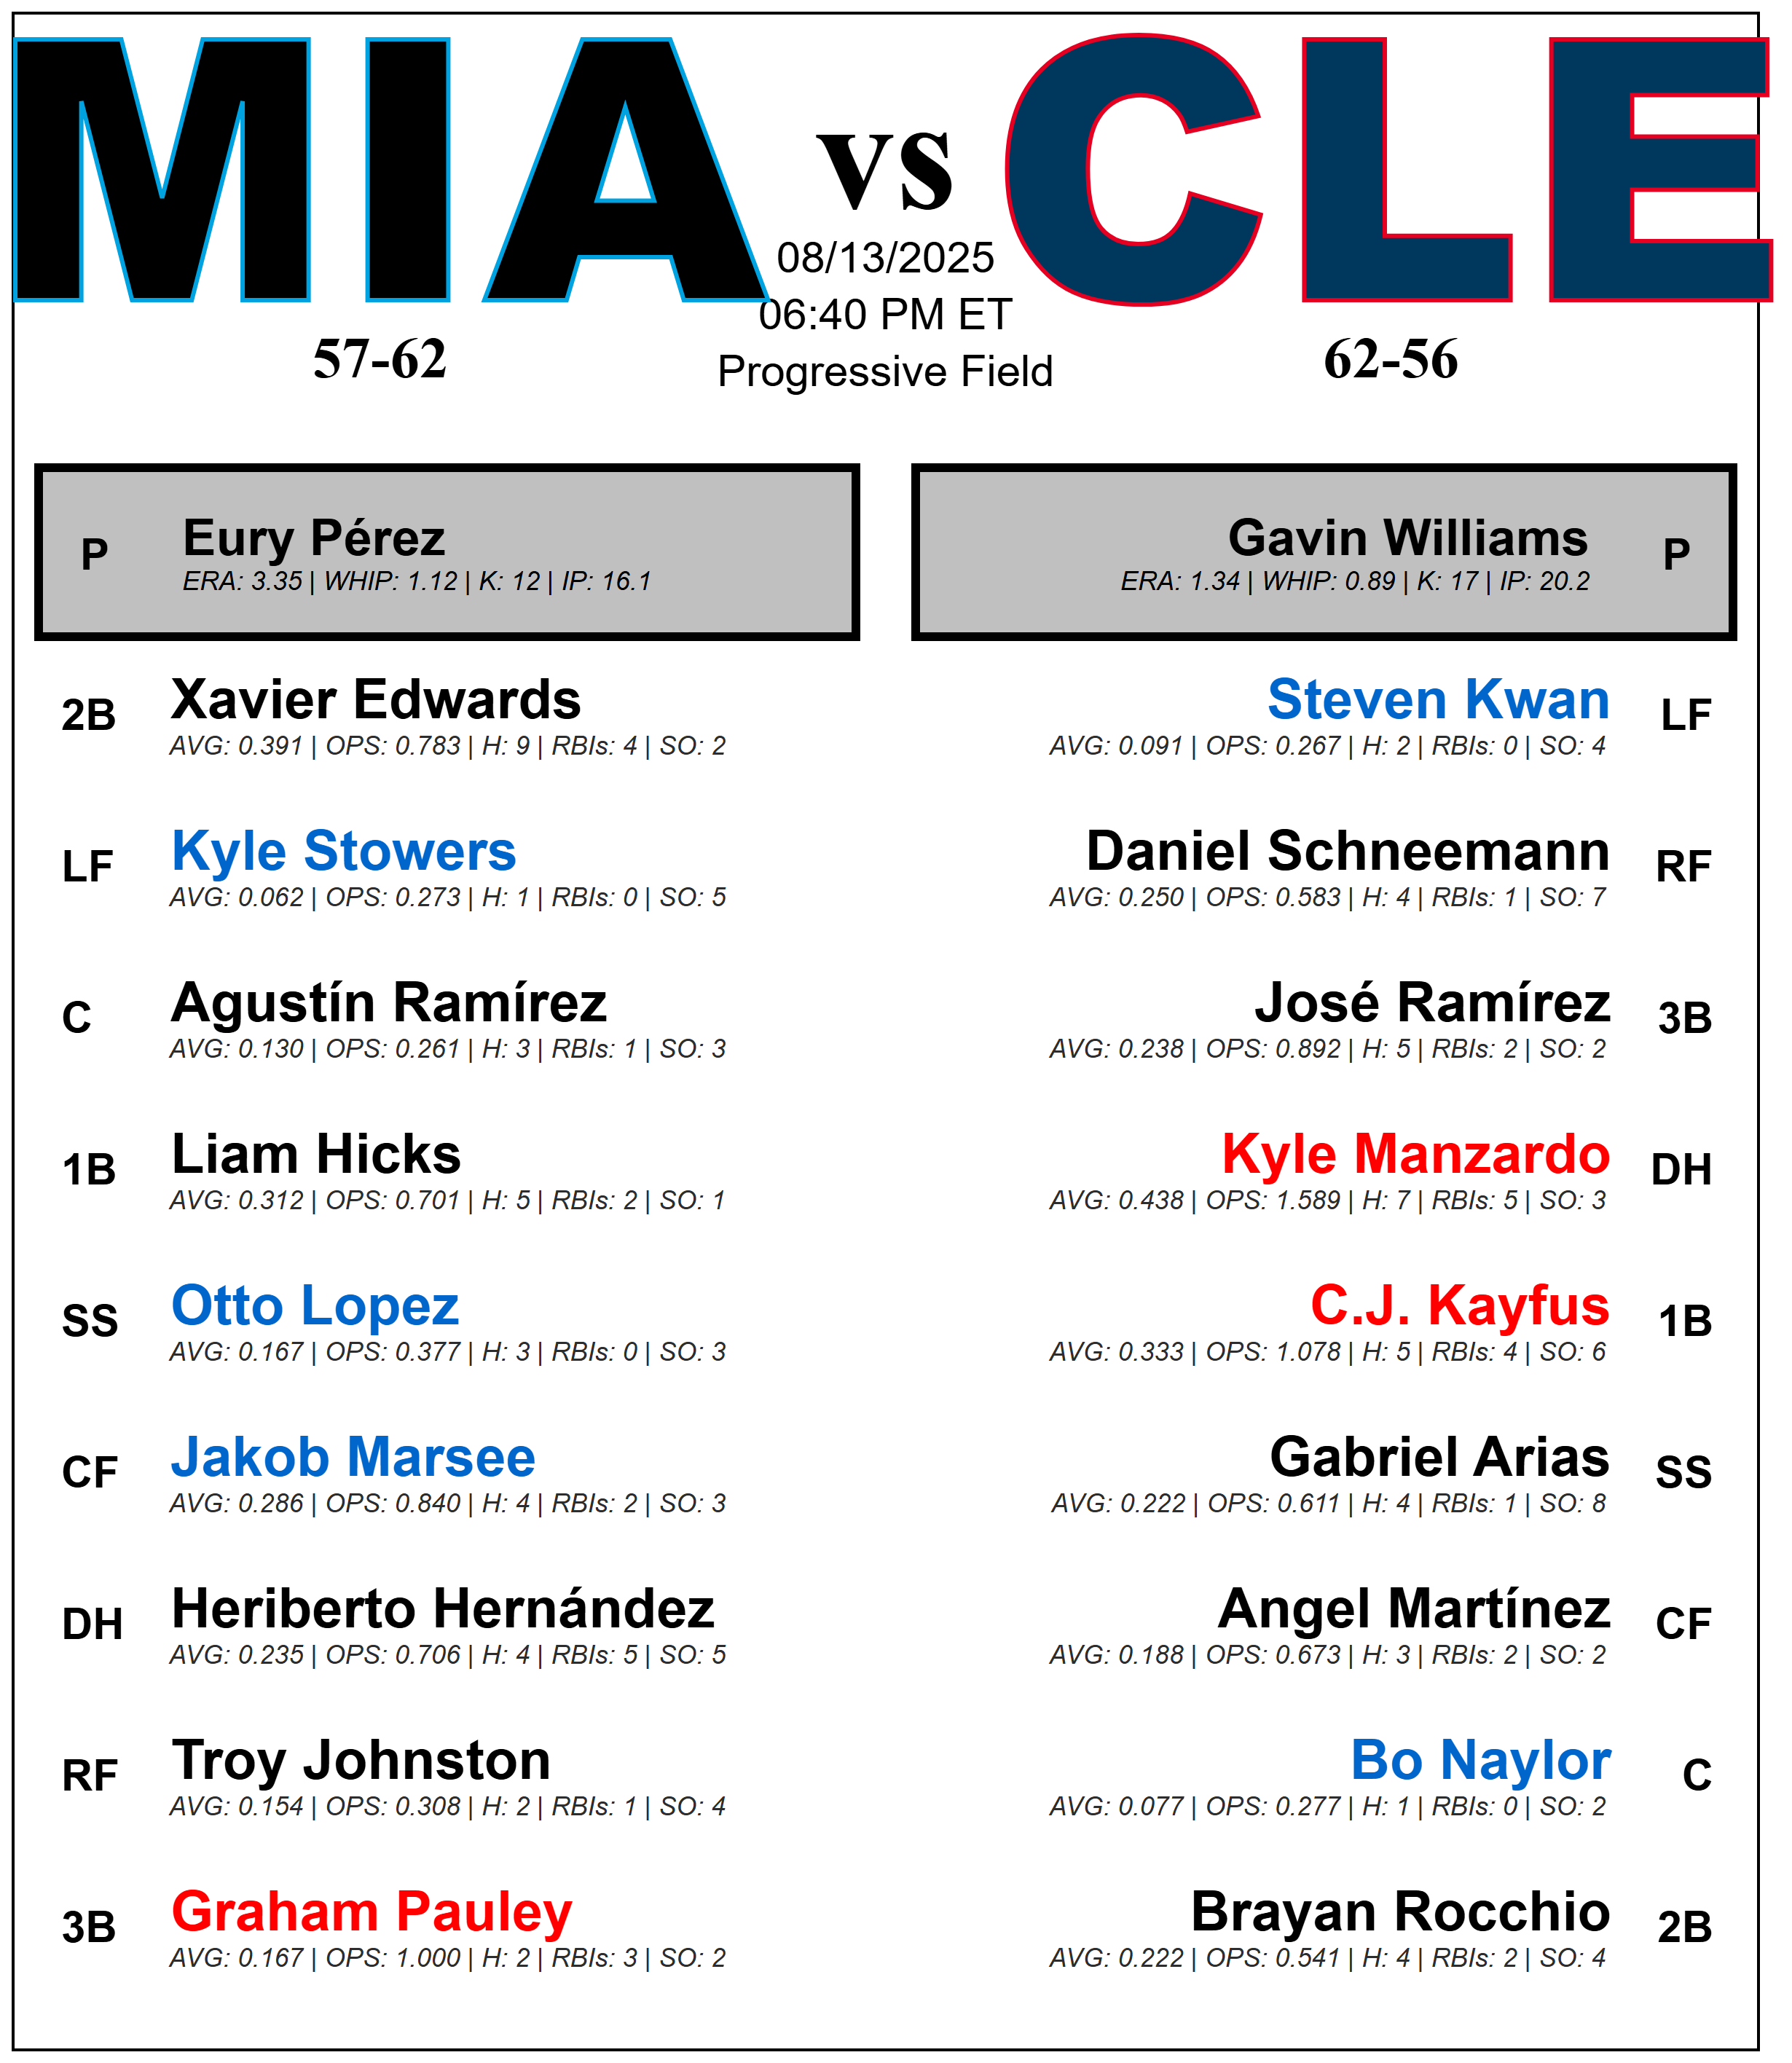 MIA vs CLE
08/13/2025
06:40 PM ET
57-62 Progressive Field 62-56
P Eury Pérez
ERA: 3.35 | WHIP: 1.12 | K: 12 | IP: 16.1
Gavin Williams P
ERA: 1.34 | WHIP: 0.89 | K: 17 | IP: 20.2
2B Xavier Edwards
AVG: 0.391 | OPS: 0.783 | H: 9 | RBIs: 4 | SO: 2
Steven Kwan LF
AVG: 0.091 | OPS: 0.267 | H: 2 | RBIs: 0 | SO: 4
LF Kyle Stowers
AVG: 0.062 | OPS: 0.273 | H: 1 | RBIs: 0 | SO: 5
Daniel Schneemann RF
AVG: 0.250 | OPS: 0.583 | H: 4 | RBIs: 1 | SO: 7
C Agustín Ramírez
AVG: 0.130 | OPS: 0.261 | H: 3 | RBIs: 1 | SO: 3
José Ramírez 3B
AVG: 0.238 | OPS: 0.892 | H: 5 | RBIs: 2 | SO: 2
1B Liam Hicks
AVG: 0.312 | OPS: 0.701 | H: 5 | RBIs: 2 | SO: 1
Kyle Manzardo DH
AVG: 0.438 | OPS: 1.589 | H: 7 | RBIs: 5 | SO: 3
SS Otto Lopez
AVG: 0.167 | OPS: 0.377 | H: 3 | RBIs: 0 | SO: 3
C.J. Kayfus 1B
AVG: 0.333 | OPS: 1.078 | H: 5 | RBIs: 4 | SO: 6
CF Jakob Marsee
AVG: 0.286 | OPS: 0.840 | H: 4 | RBIs: 2 | SO: 3
Gabriel Arias SS
AVG: 0.222 | OPS: 0.611 | H: 4 | RBIs: 1 | SO: 8
DH Heriberto Hernández
AVG: 0.235 | OPS: 0.706 | H: 4 | RBIs: 5 | SO: 5
Angel Martínez CF
AVG: 0.188 | OPS: 0.673 | H: 3 | RBIs: 2 | SO: 2
RF Troy Johnston
AVG: 0.154 | OPS: 0.308 | H: 2 | RBIs: 1 | SO: 4
Bo Naylor C
AVG: 0.077 | OPS: 0.277 | H: 1 | RBIs: 0 | SO: 2
3B Graham Pauley
AVG: 0.167 | OPS: 1.000 | H: 2 | RBIs: 3 | SO: 2
Brayan Rocchio 2B
AVG: 0.222 | OPS: 0.541 | H: 4 | RBIs: 2 | SO: 4